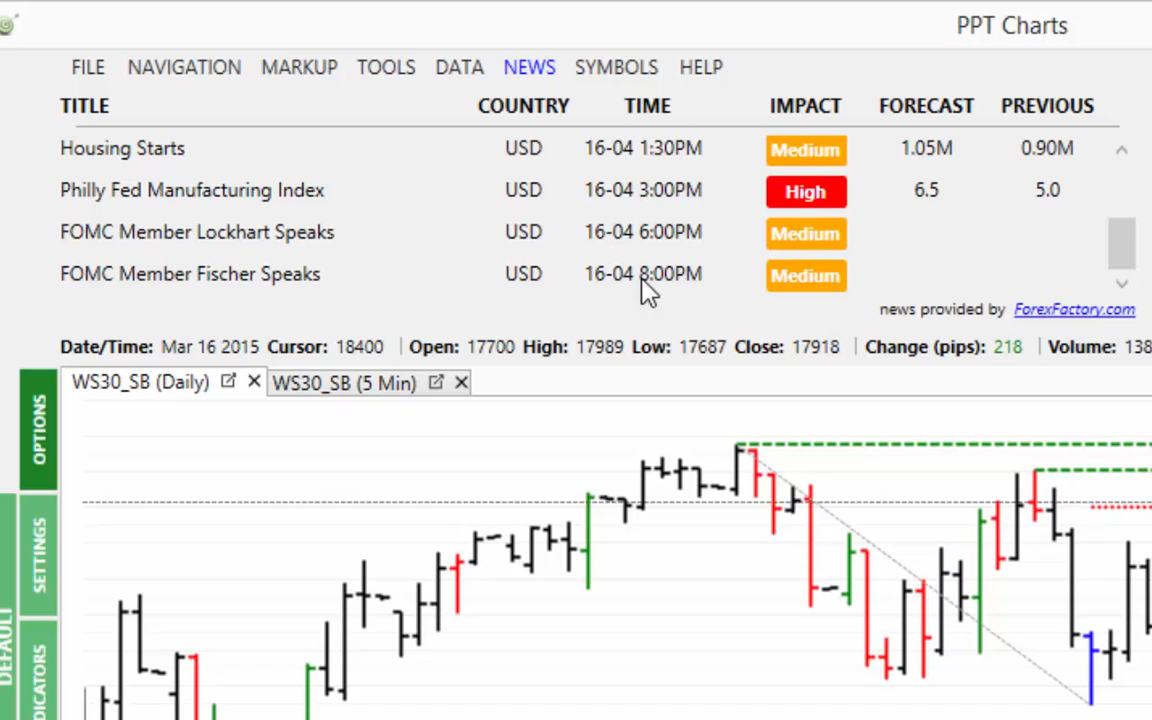 PPT Charts
FILE NAVIGATION MARKUP TOOLS DATA NEWS SYMBOLS HELP
TITLE COUNTRY TIME IMPACT FORECAST PREVIOUS
Housing Starts USD 16-04 1:30PM Medium 1.05M 0.90M
Philly Fed Manufacturing Index USD 16-04 3:00PM High 6.5 5.0
FOMC Member Lockhart Speaks USD 16-04 6:00PM Medium
FOMC Member Fischer Speaks USD 16-04 8:00PM Medium
news provided by ForexFactory.com
Date/Time: Mar 16 2015 Cursor: 18400 Open: 17700 High: 17989 Low: 17687 Close: 17918 Change (pips): 218 Volume: 138
WS30_SB (Daily) WS30_SB (5 Min)
OPTIONS
SETTINGS
DICATORS
DEFAULT